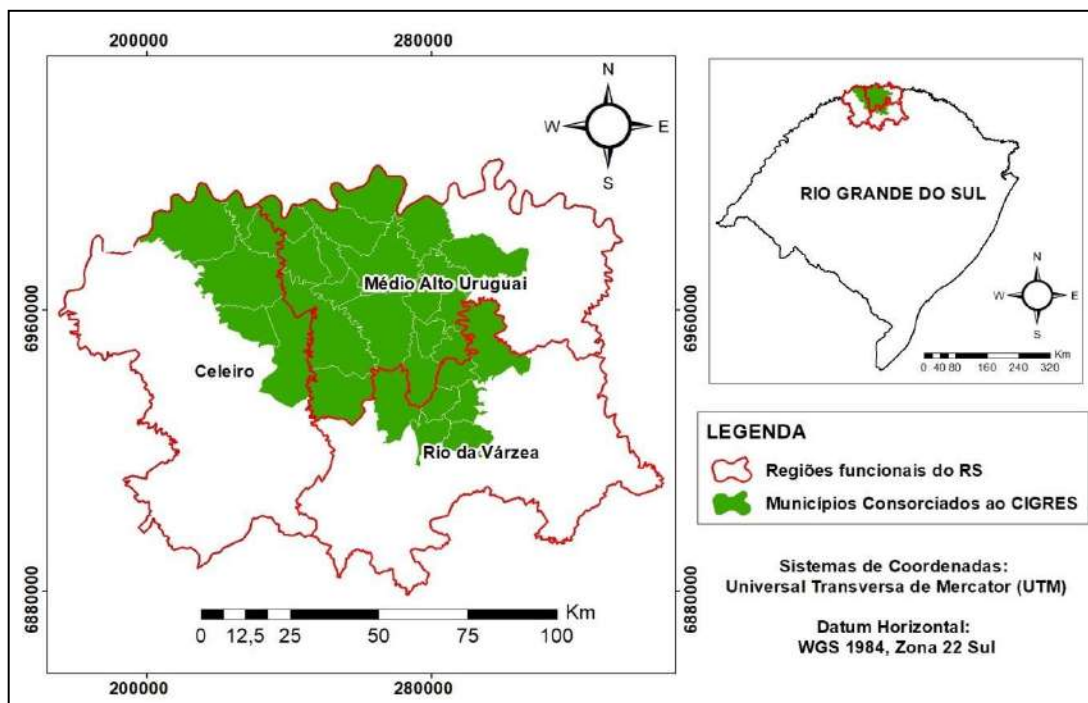 200000
280000
N
W
E
S
6960000
6960000
Médio Alto Uruguai
Celeiro
Rio da Várzea
6880000
6880000
Km
0 12,5 25 50 75 100
200000
280000
RIO GRANDE DO SUL
N
W
E
S
Km
0 40 80 160 240 320
LEGENDA
Regiões funcionais do RS
Municípios Consorciados ao CIGRES
Sistemas de Coordenadas:
Universal Transversa de Mercator (UTM)
Datum Horizontal:
WGS 1984, Zona 22 Sul